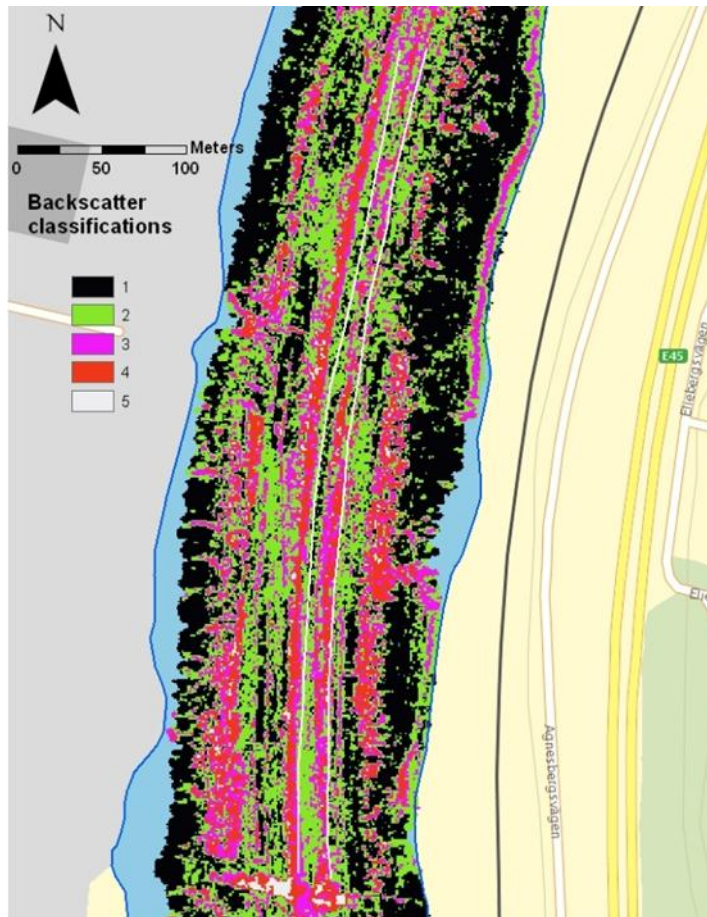 N
Meters
0 50 100
Backscatter
classifications
1
2
3
4
5
E45
Ellebergsvägen
Agnesbergsvägen